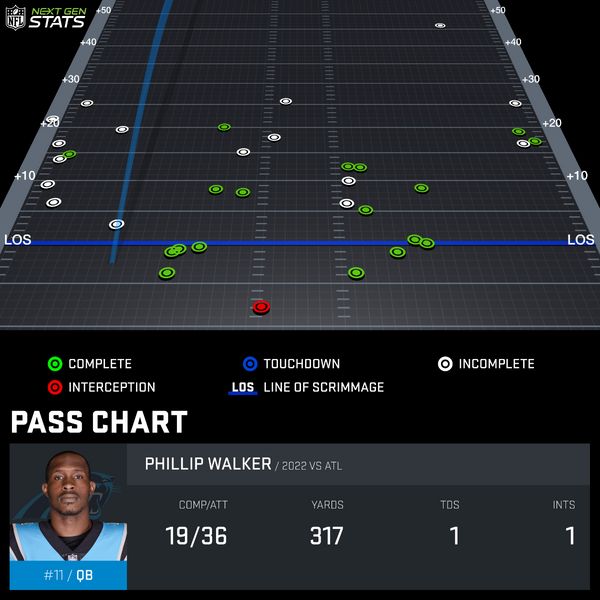 NFL NEXT GEN STATS
+50 +50
+40 +40
+30 +30
+20 +20
+10 +10
LOS LOS
COMPLETE TOUCHDOWN INCOMPLETE
INTERCEPTION LOS LINE OF SCRIMMAGE
PASS CHART
PHILLIP WALKER / 2022 VS ATL
COMP/ATT YARDS TDS INTS
19/36 317 1 1
#11 / QB